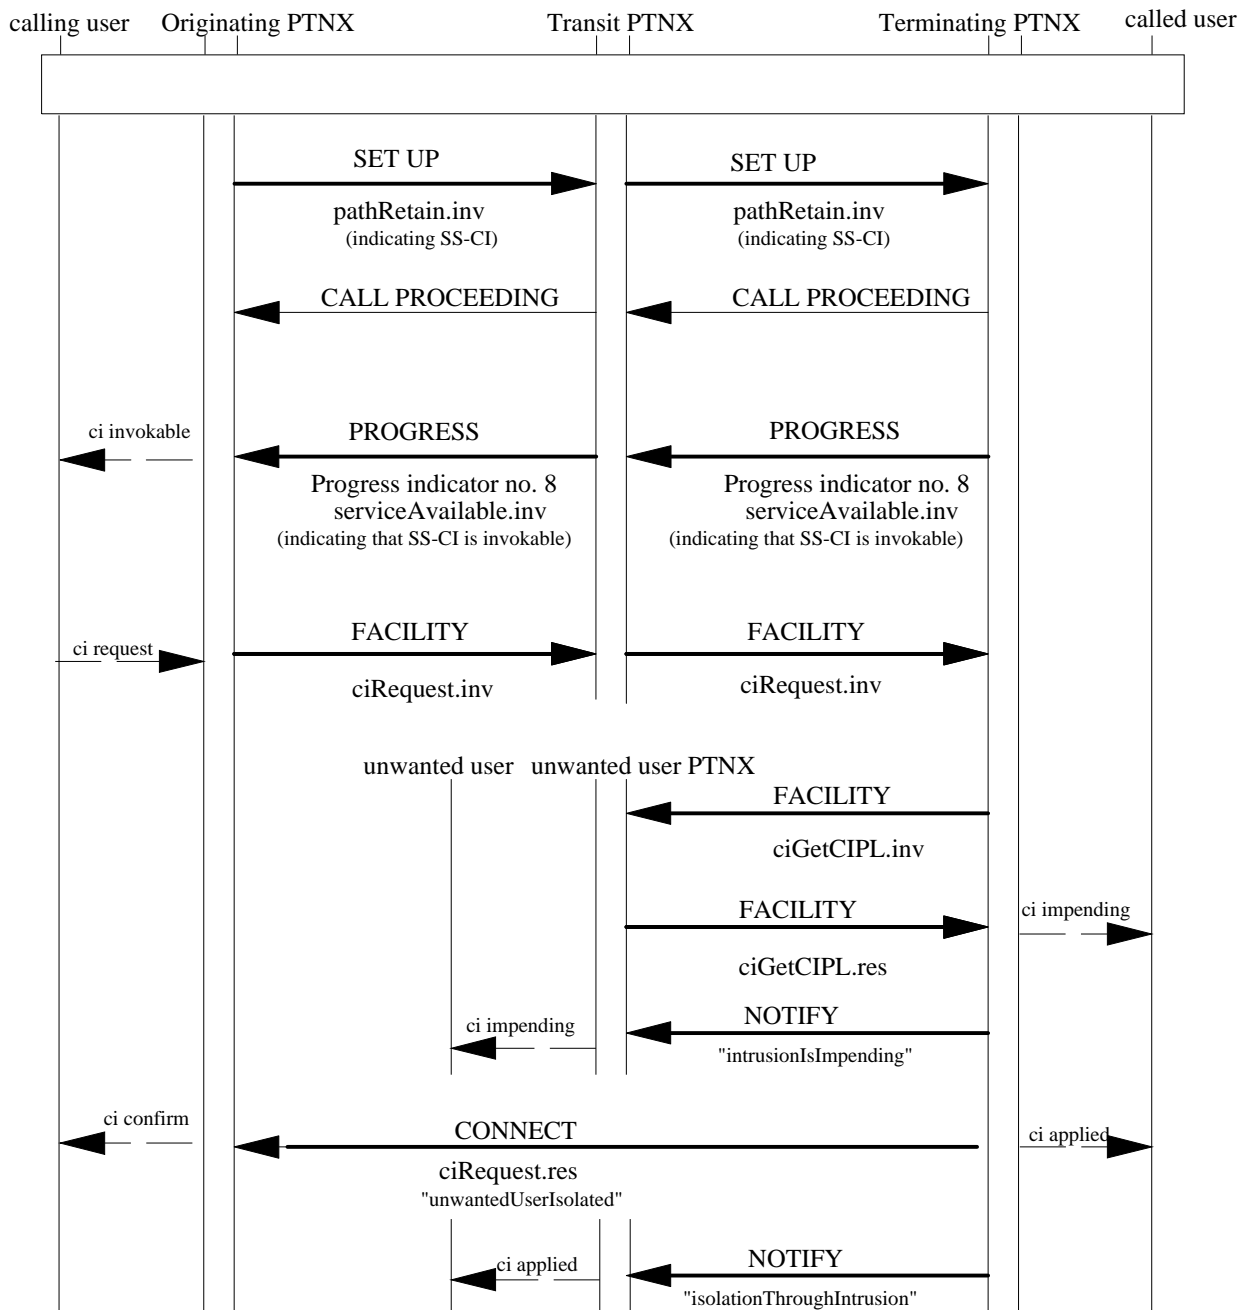 calling user Originating PTNX Transit PTNX Terminating PTNX called user
SET UP SET UP
pathRetain.inv pathRetain.inv
(indicating SS-CI) (indicating SS-CI)
CALL PROCEEDING CALL PROCEEDING
ci invokable PROGRESS PROGRESS
Progress indicator no. 8 Progress indicator no. 8
serviceAvailable.inv serviceAvailable.inv
(indicating that SS-CI is invokable) (indicating that SS-CI is invokable)
ci request FACILITY FACILITY
ciRequest.inv ciRequest.inv
unwanted user unwanted user PTNX
FACILITY
ciGetCIPL.inv
FACILITY ci impending
ciGetCIPL.res
ci impending NOTIFY
"intrusionIsImpending"
ci confirm CONNECT ci applied
ciRequest.res
"unwantedUserIsolated"
ci applied NOTIFY
"isolationThroughIntrusion"